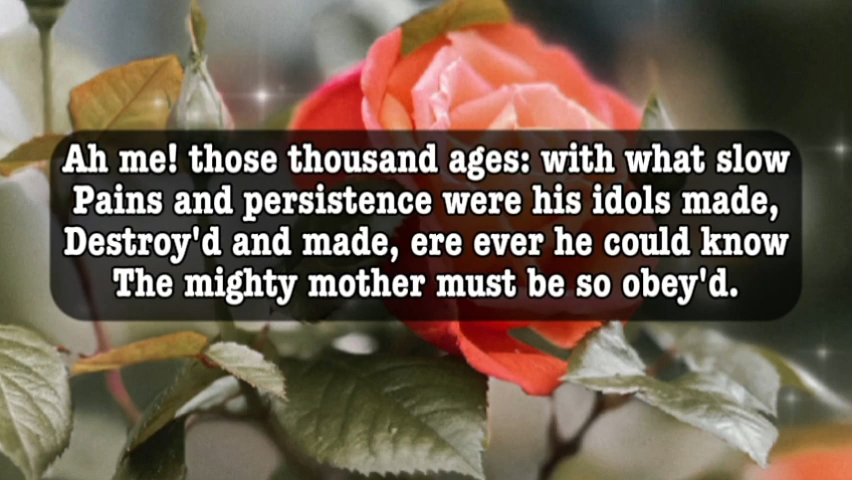 Ah me! those thousand ages: with what slow
Pains and persistence were his idols made,
Destroy'd and made, ere ever he could know
The mighty mother must be so obey'd.